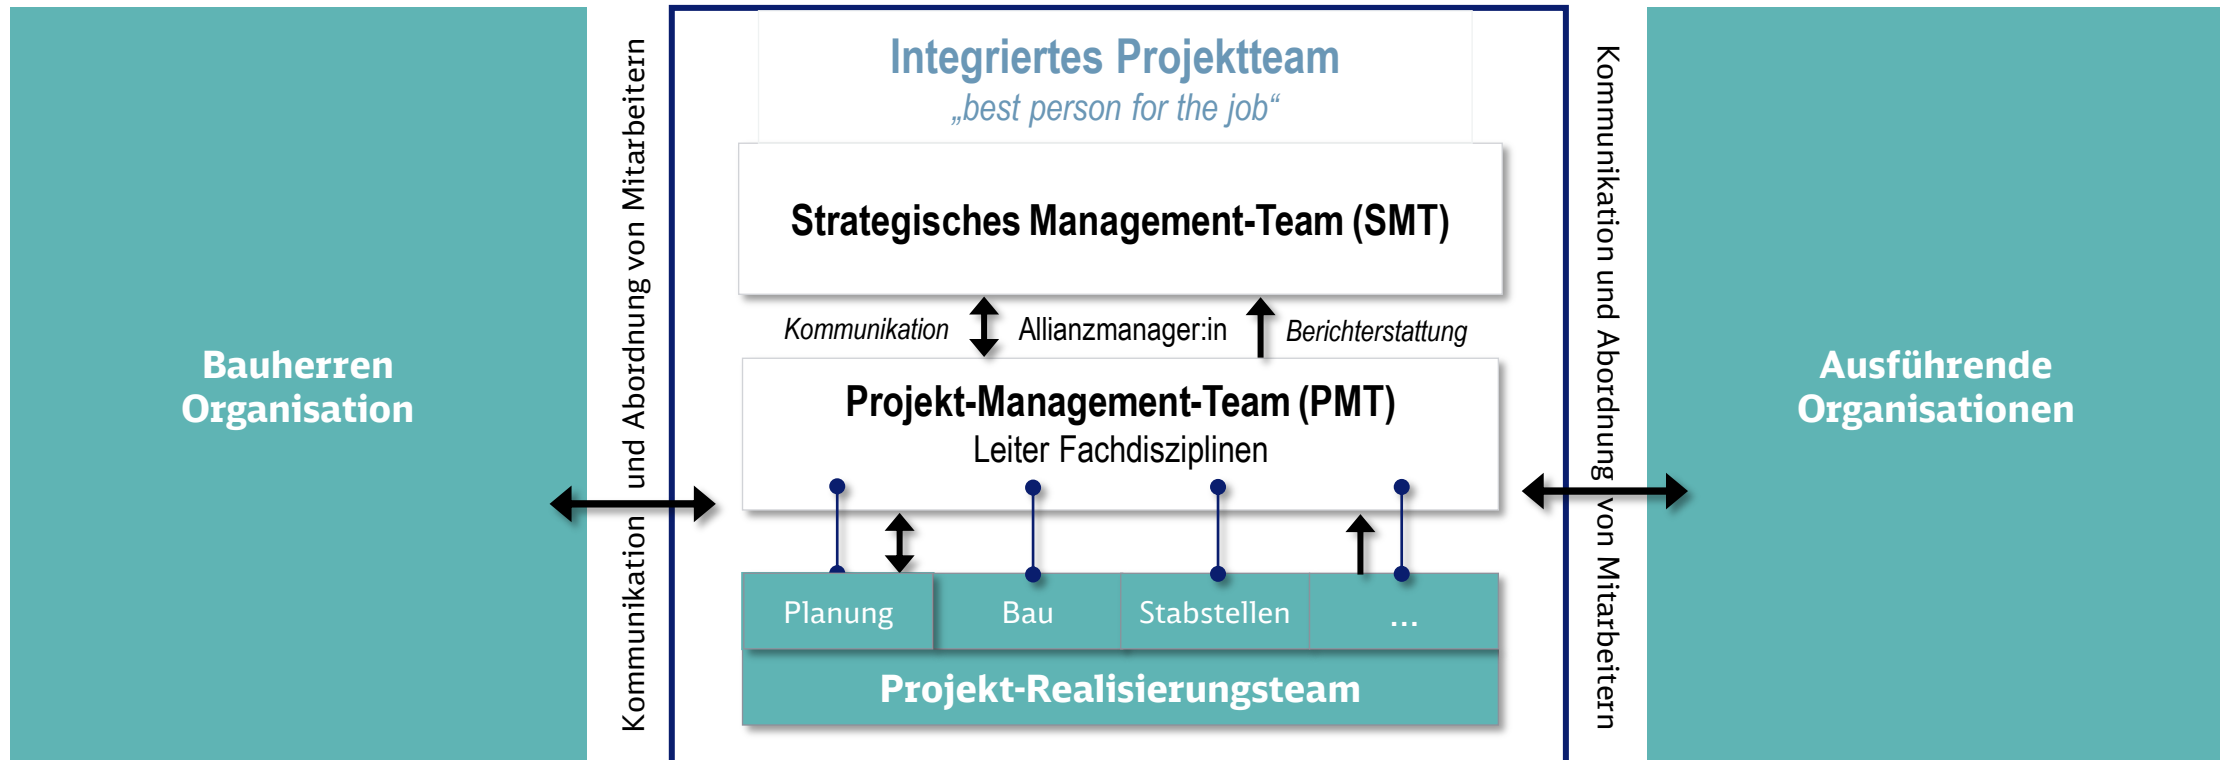 Bauherren
Organisation
Kommunikation und Abordnung von Mitarbeitern
Integriertes Projektteam
„best person for the job“
Strategisches Management-Team (SMT)
Kommunikation
Allianzmanager:in
Berichterstattung
Projekt-Management-Team (PMT)
Leiter Fachdisziplinen
Planung
Bau
Stabstellen
...
Projekt-Realisierungsteam
Kommunikation und Abordnung von Mitarbeitern
Ausführende
Organisationen